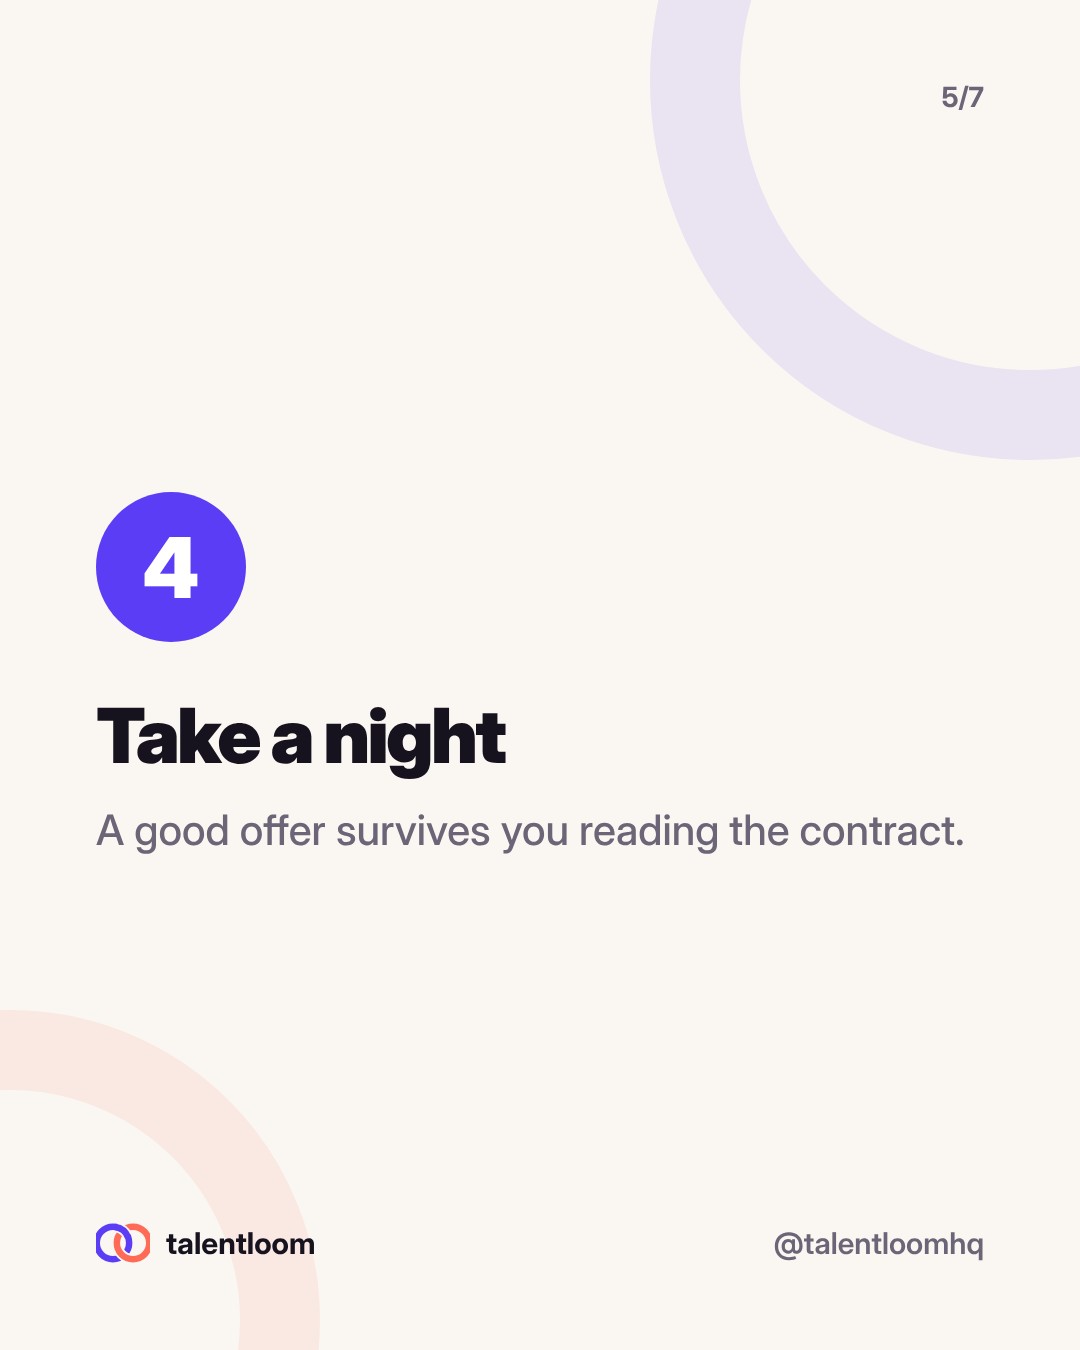 5/7
4
Take a night
A good offer survives you reading the contract.
talentloom
@talentloomhq